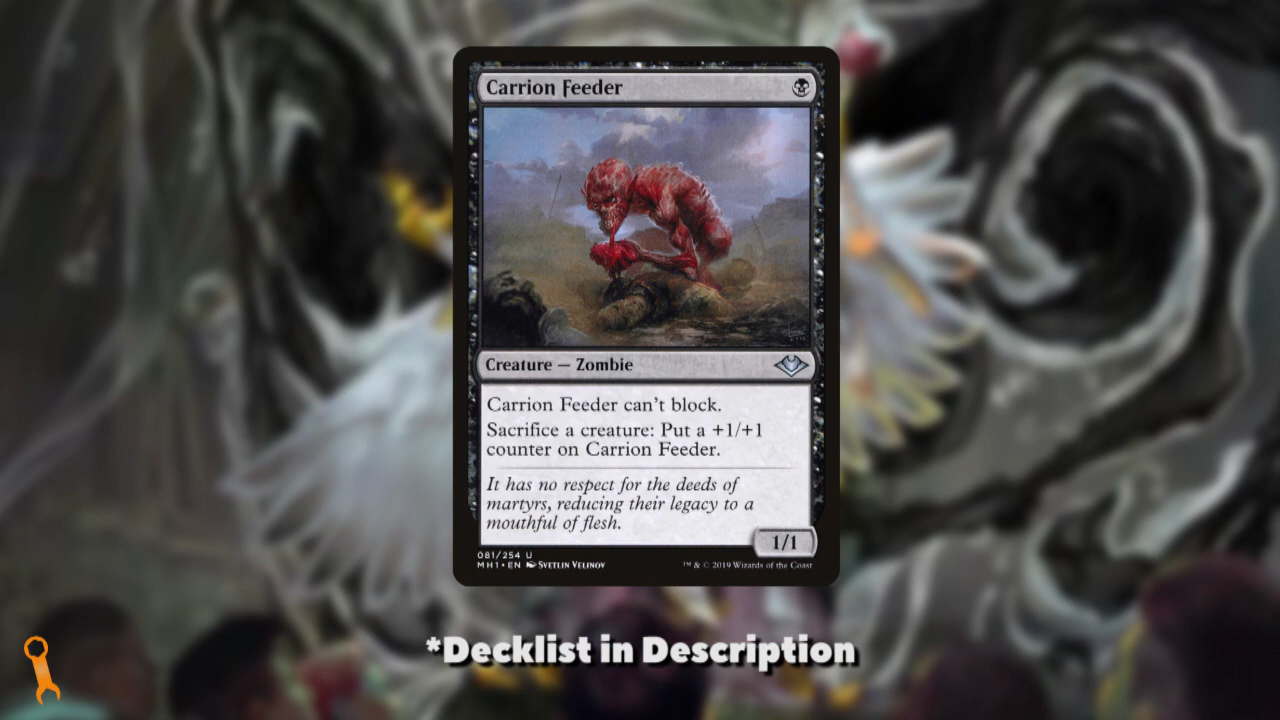 Carrion Feeder
Creature — Zombie
Carrion Feeder can't block.
Sacrifice a creature: Put a +1/+1
counter on Carrion Feeder.
It has no respect for the deeds of
martyrs, reducing their legacy to a
mouthful of flesh.
1/1
081/254 U
MH1 • EN Svetlin Velinov
™ & © 2019 Wizards of the Coast
*Decklist in Description